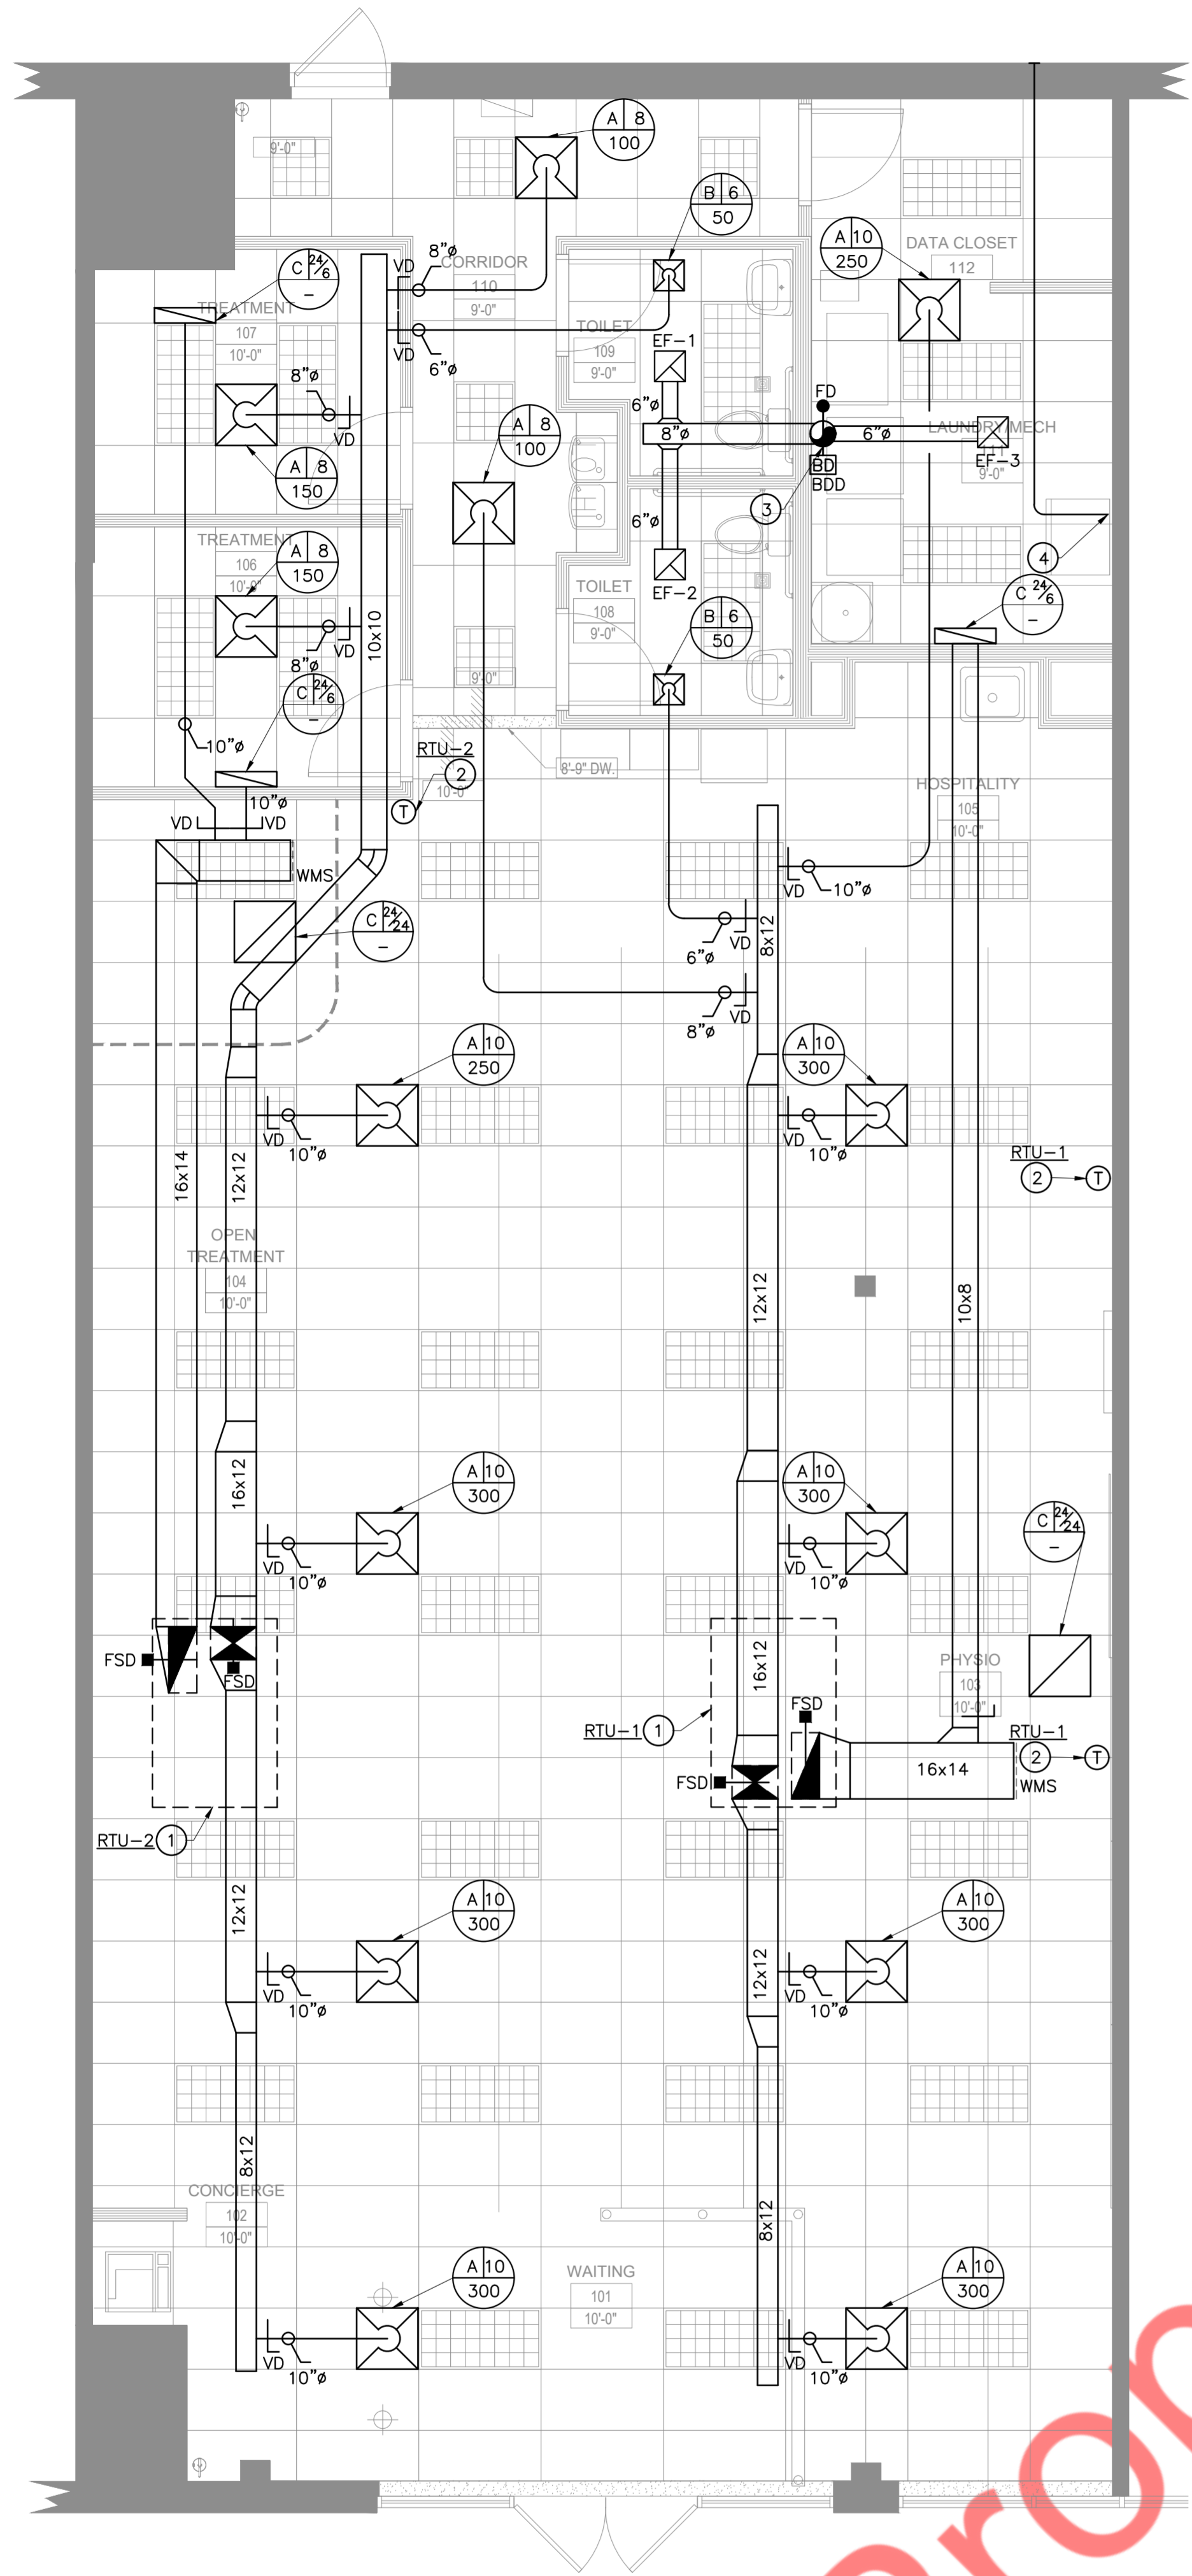 A 8
100
9'-0"
B 6
50
A 10
250
DATA CLOSET
112
C 24/6
–
8"ø
VD
CORRIDOR
110
9'-0"
TREATMENT
107
10'-0"
TOILET
109
9'-0"
VD
6"ø
EF-1
8"ø
VD
6"ø
FD
A 8
100
8"ø
6"ø
LAUNDRY/MECH
9'-0"
EF-3
A 8
150
BD
BDD
3
6"ø
TREATMENT
106
10'-0"
A 8
150
4
EF-2
TOILET
108
9'-0"
C 24/6
–
B 6
50
VD
8"ø
10x10
C 24/6
–
9'-0"
10"ø
RTU-2
2
8'-9" DW.
10'-0"
HOSPITALITY
105
10'-0"
10"ø
T
VD
VD
WMS
VD
10"ø
C 24/24
–
8x12
6"ø
VD
8"ø
VD
A 10
250
A 10
300
VD
10"ø
VD
10"ø
16x14
12x12
RTU-1
2
T
OPEN
TREATMENT
104
10'-0"
12x12
10x8
16x12
A 10
300
A 10
300
C 24/24
–
VD
10"ø
VD
10"ø
FSD
FSD
16x12
PHYSIO
103
10'-0"
FSD
RTU-1
1
RTU-1
2
T
16x14
WMS
FSD
RTU-2
1
12x12
A 10
300
A 10
300
12x12
VD
10"ø
VD
10"ø
8x12
CONCIERGE
102
10'-0"
8x12
A 10
300
WAITING
101
10'-0"
A 10
300
VD
10"ø
VD
10"ø